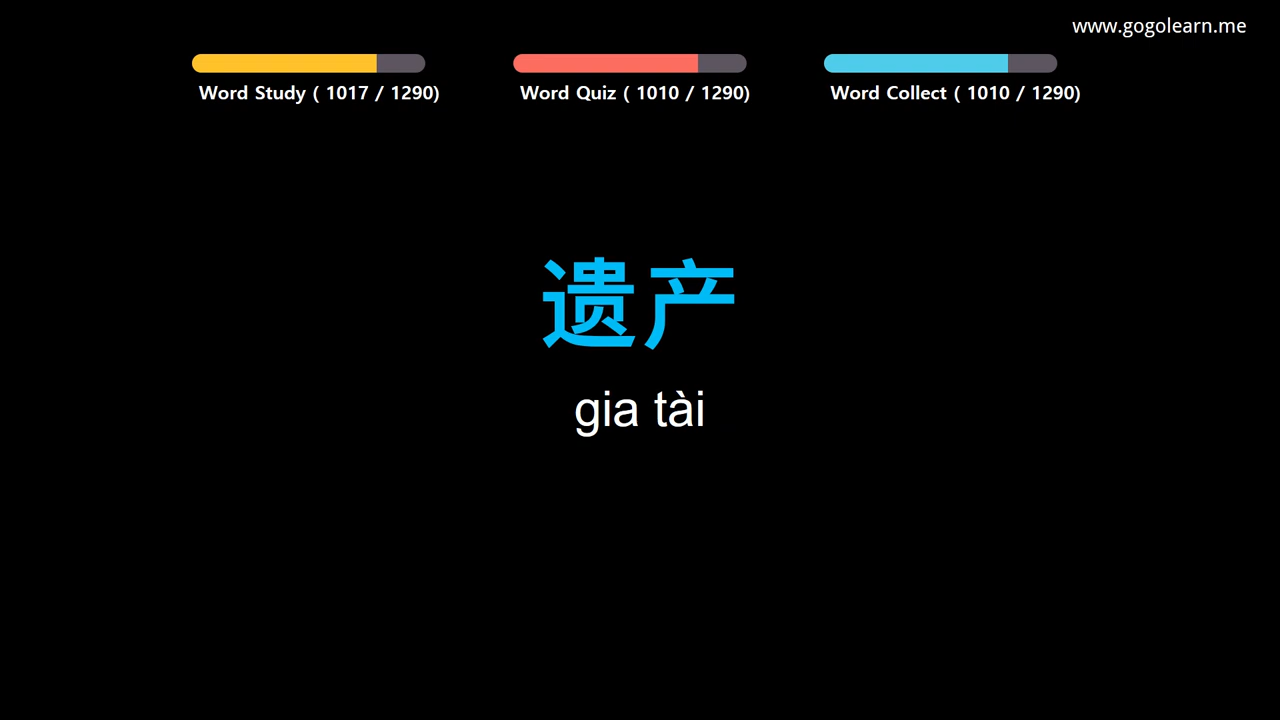 www.gogolearn.me
Word Study ( 1017 / 1290)
Word Quiz ( 1010 / 1290)
Word Collect ( 1010 / 1290)
遗产
gia tài